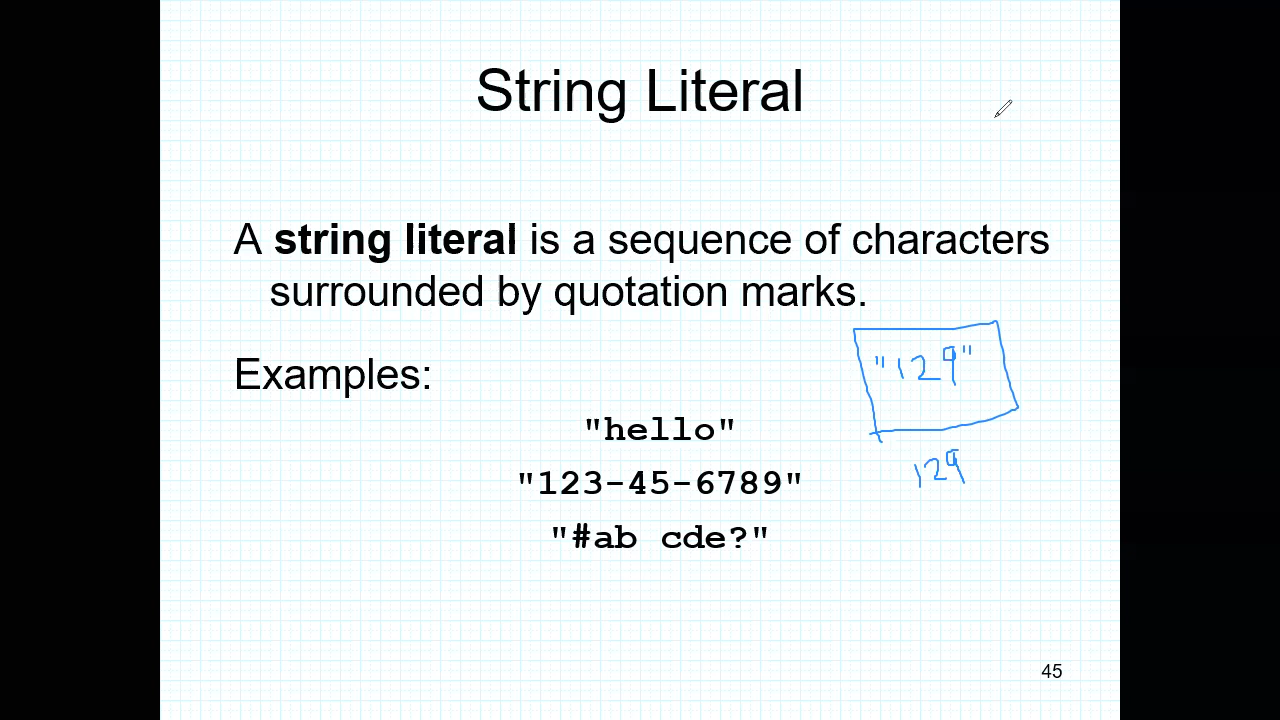 String Literal
A string literal is a sequence of characters
surrounded by quotation marks.
Examples:
"129"
"hello"
129
"123-45-6789"
"#ab cde?"
45